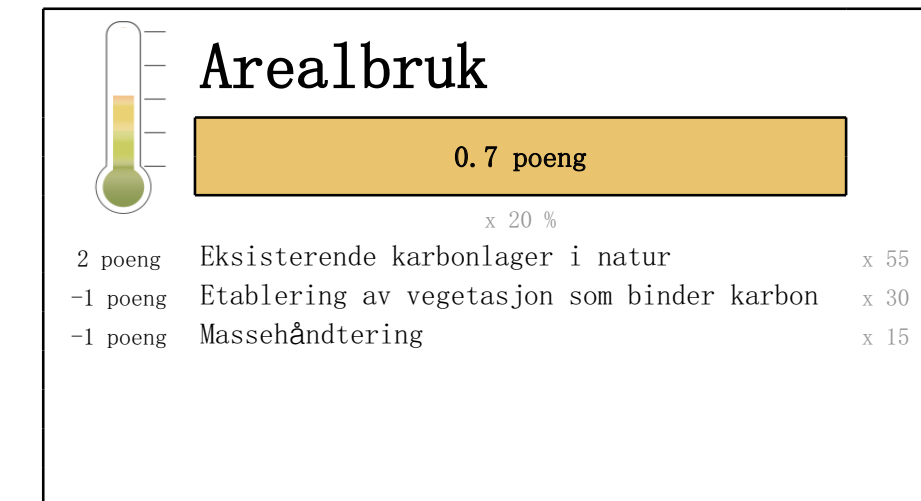 Arealbruk
0.7 poeng
x 20 %
2 poeng Eksisterende karbonlager i natur x 55
-1 poeng Etablering av vegetasjon som binder karbon x 30
-1 poeng Massehåndtering x 15